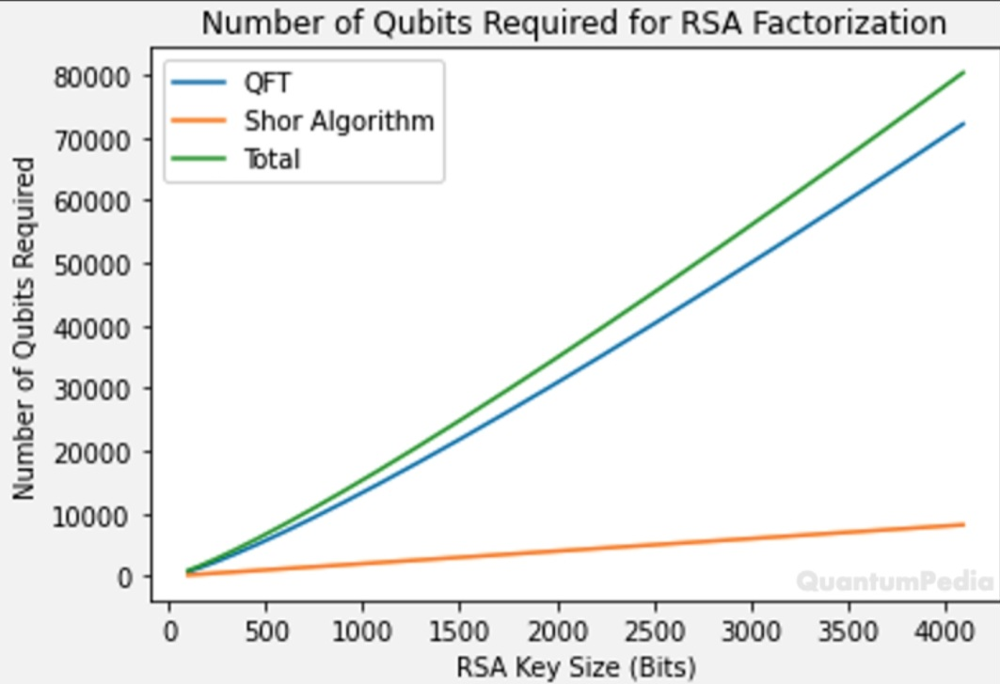 Number of Qubits Required for RSA Factorization
QFT
Shor Algorithm
Total
Number of Qubits Required
80000
70000
60000
50000
40000
30000
20000
10000
0
0 500 1000 1500 2000 2500 3000 3500 4000
RSA Key Size (Bits)
QuantumPedia